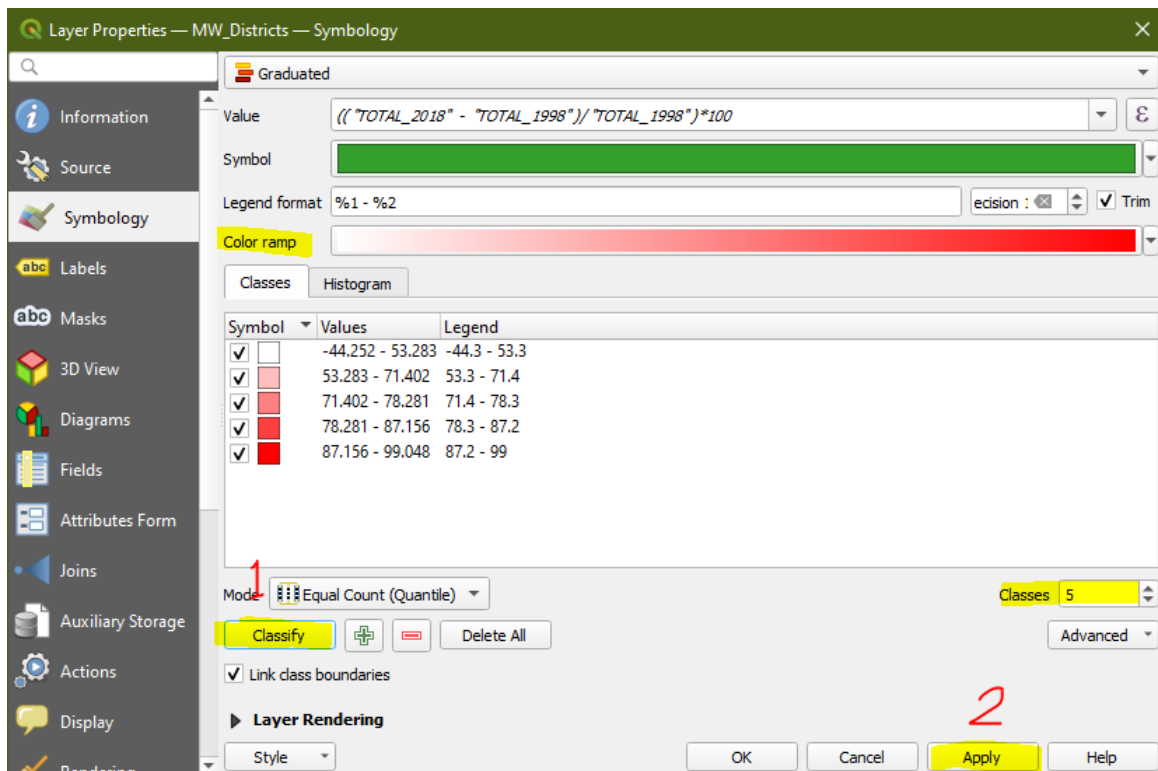 Layer Properties — MW_Districts — Symbology
Graduated
Information
Value
(( "TOTAL_2018" - "TOTAL_1998")/ "TOTAL_1998")*100
ε
Source
Symbol
Symbology
Legend format
%1 - %2
ecision 1
Trim
Color ramp
Labels
abc
Classes
Histogram
Masks
abc
Symbol
Values
Legend
-44.252 - 53.283
-44.3 - 53.3
3D View
53.283 - 71.402
53.3 - 71.4
71.402 - 78.281
71.4 - 78.3
Diagrams
78.281 - 87.156
78.3 - 87.2
87.156 - 99.048
87.2 - 99
Fields
Attributes Form
Joins
1
Mode
Equal Count (Quantile)
Classes
5
Auxiliary Storage
Classify
Delete All
Advanced
Actions
Link class boundaries
2
Display
Layer Rendering
Style
OK
Cancel
Apply
Help
Rendering